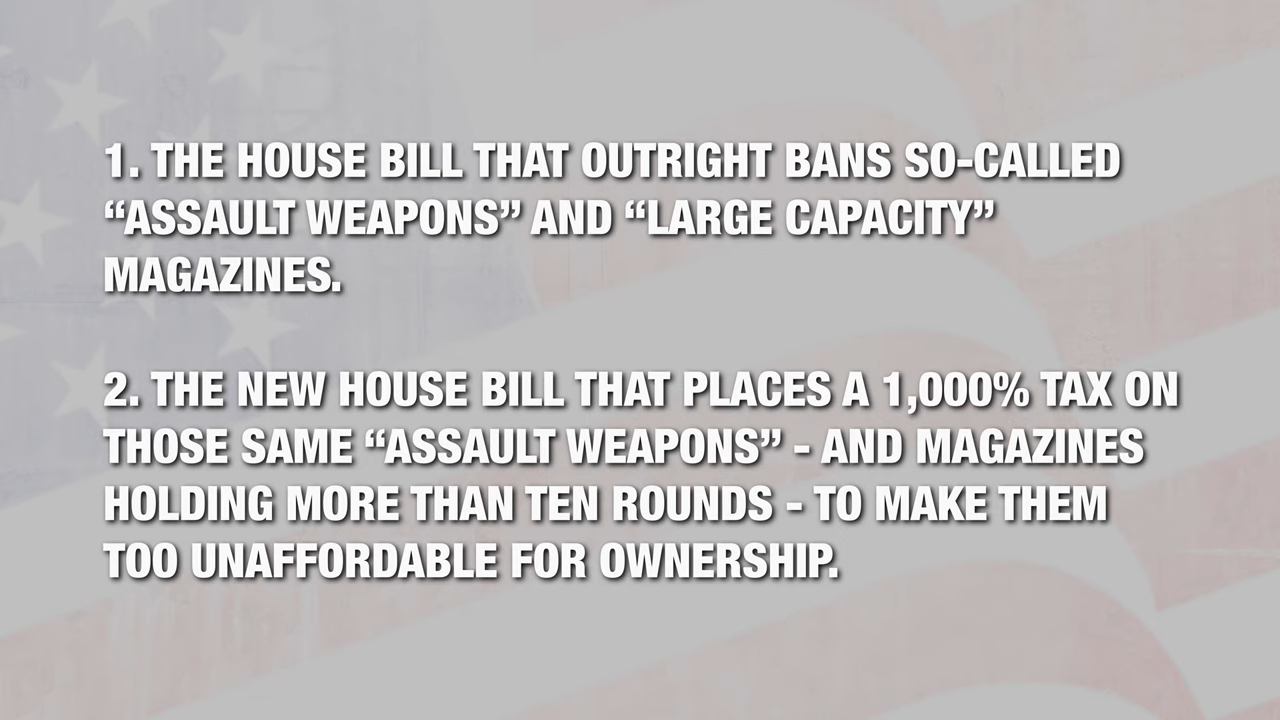 1. THE HOUSE BILL THAT OUTRIGHT BANS SO-CALLED
“ASSAULT WEAPONS” AND “LARGE CAPACITY”
MAGAZINES.
2. THE NEW HOUSE BILL THAT PLACES A 1,000% TAX ON
THOSE SAME “ASSAULT WEAPONS” - AND MAGAZINES
HOLDING MORE THAN TEN ROUNDS - TO MAKE THEM
TOO UNAFFORDABLE FOR OWNERSHIP.